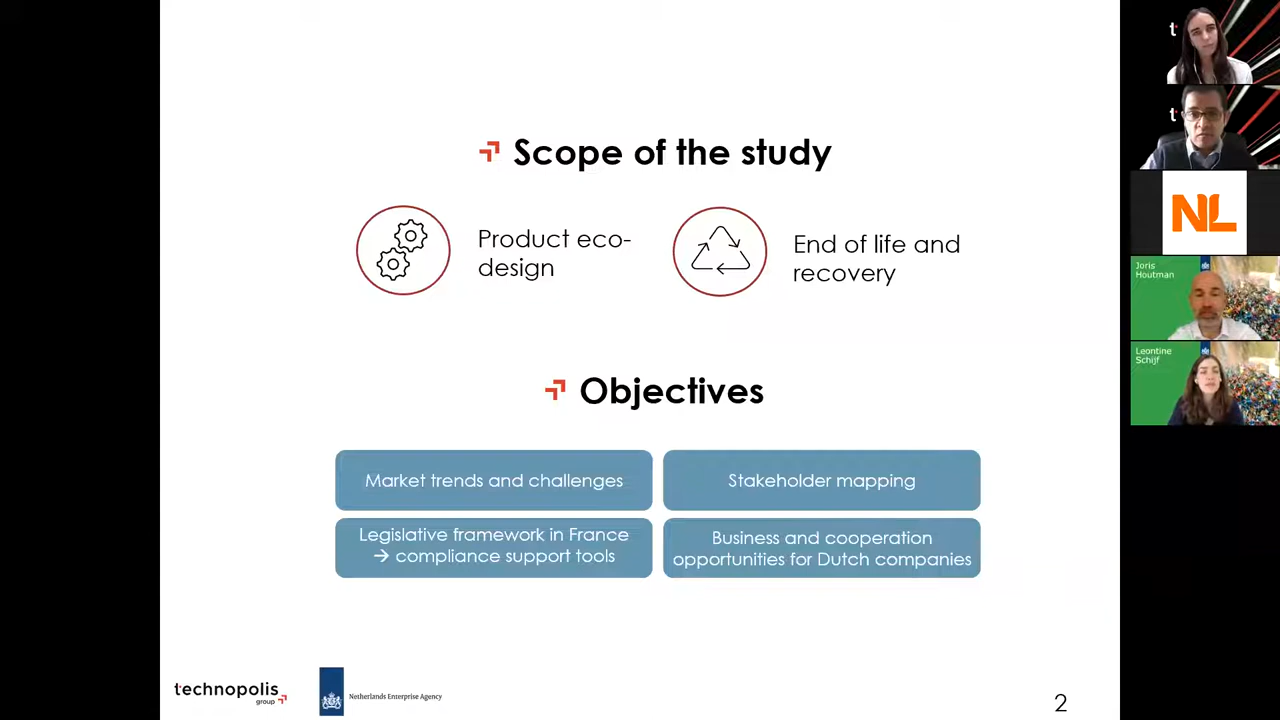 Scope of the study
Product eco-
design
End of life and
recovery
Objectives
Market trends and challenges
Stakeholder mapping
Legislative framework in France
→ compliance support tools
Business and cooperation
opportunities for Dutch companies
technopolis
group
Netherlands Enterprise Agency
2
t
t
NL
Joris
Houtman
Leontine
Schijf